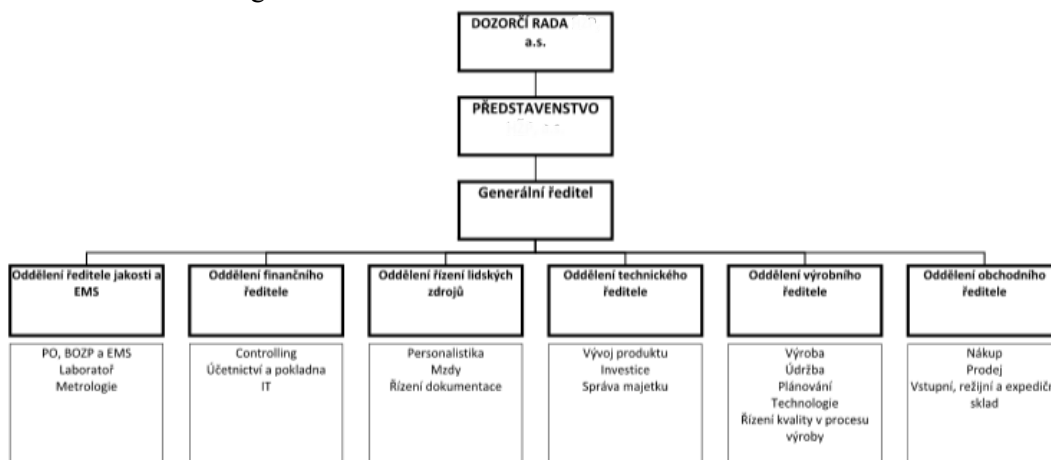 DOZORČÍ RADA
a.s.
PŘEDSTAVENSTVO
Generální ředitel
Oddělení ředitele jakosti a
EMS
Oddělení finančního
ředitele
Oddělení řízení lidských
zdrojů
Oddělení technického
ředitele
Oddělení výrobního
ředitele
Oddělení obchodního
ředitele
PO, BOZP a EMS
Laboratoř
Metrologie
Controlling
Účetnictví a pokladna
IT
Personalistika
Mzdy
Řízení dokumentace
Vývoj produktu
Investice
Správa majetku
Výroba
Údržba
Plánování
Technologie
Řízení kvality v procesu
výroby
Nákup
Prodej
Vstupní, režijní a expedičn
sklad